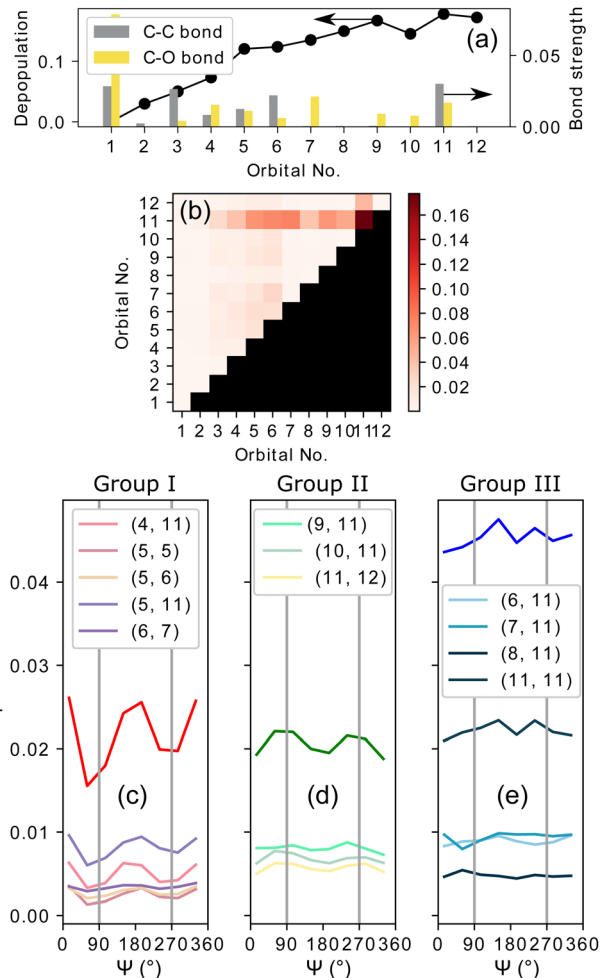 C-C bond
C-O bond
(a)
Depopulation
0.1
0.0
0.05
0.00
Bond strength
1 2 3 4 5 6 7 8 9 10 11 12
Orbital No.
(b)
12
11
10
9
8
7
6
5
4
3
2
1
Orbital No.
1 2 3 4 5 6 7 8 9 10 11 12
Orbital No.
0.16
0.14
0.12
0.10
0.08
0.06
0.04
0.02
Group I
Group II
Group III
(4, 11)
(5, 5)
(5, 6)
(5, 11)
(6, 7)
(9, 11)
(10, 11)
(11, 12)
(6, 11)
(7, 11)
(8, 11)
(11, 11)
0.04
0.03
0.02
0.01
0.00
(c)
(d)
(e)
0 90 180 270 360
0 90 180 270 360
0 90 180 270 360
Ψ (°)
Ψ (°)
Ψ (°)